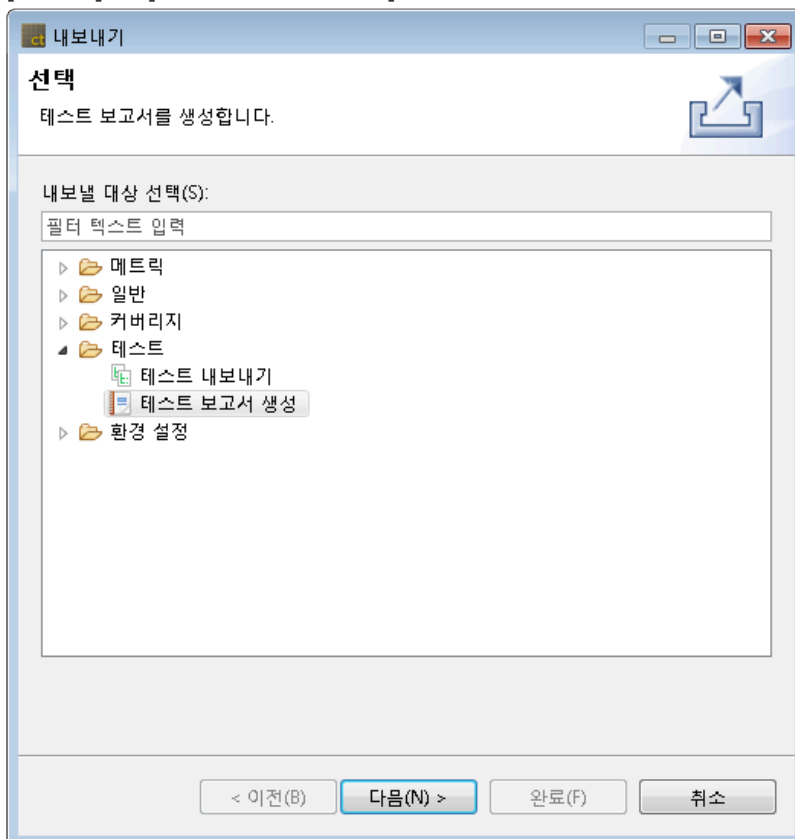 ct 내보내기
선택
테스트 보고서를 생성합니다.
내보낼 대상 선택(S):
필터 텍스트 입력
메트릭
일반
커버리지
테스트
테스트 내보내기
테스트 보고서 생성
환경 설정
< 이전(B) 다음(N) > 완료(F) 취소